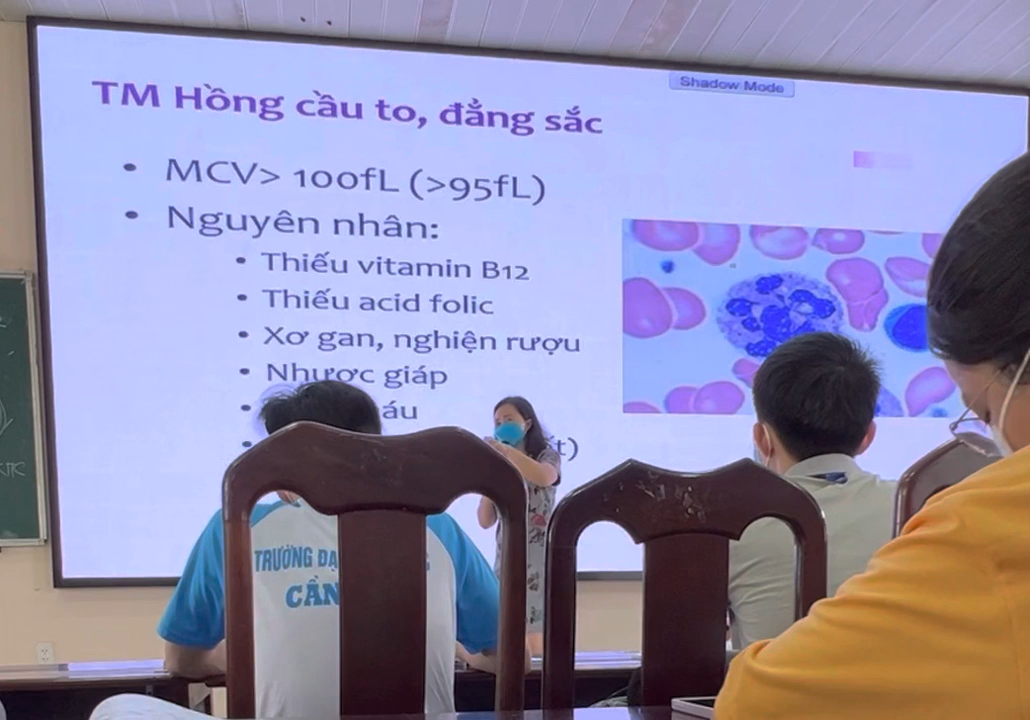 Shadow Mode
TM Hồng cầu to, đẳng sắc
MCV> 100fL (>95fL)
Nguyên nhân:
Thiếu vitamin B12
Thiếu acid folic
Xơ gan, nghiện rượu
Nhược giáp
áu
t)
TRƯỜNG ĐẠ
CẦN